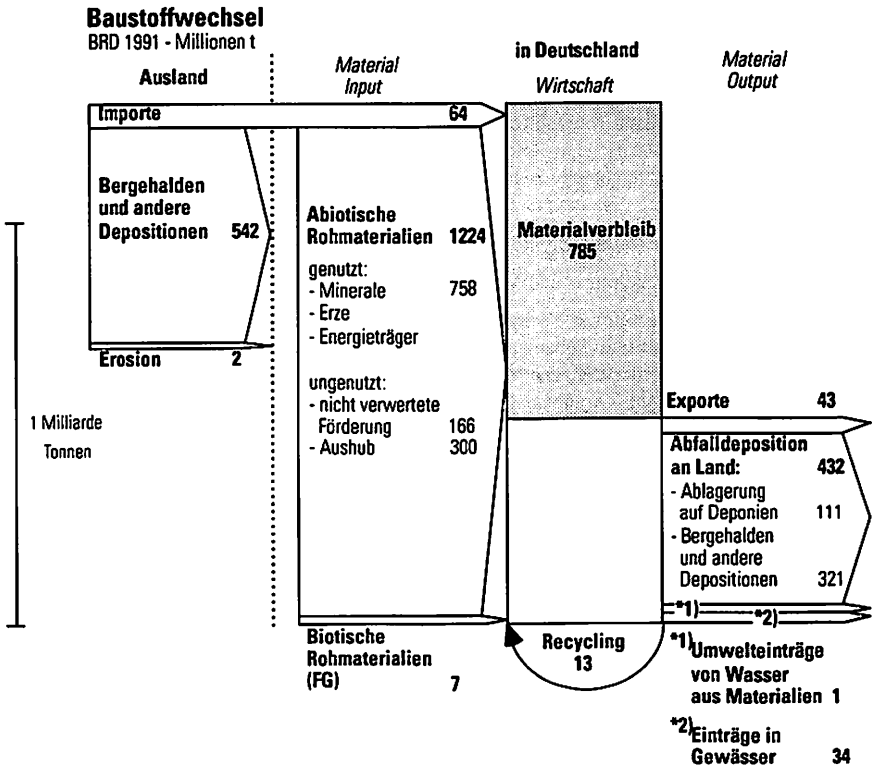 Baustoffwechsel
BRD 1991 - Millionen t
Ausland
Material
Input
in Deutschland
Wirtschaft
Material
Output
Importe 64
Bergehalden
und andere
Depositionen 542
Erosion 2
1 Milliarde
Tonnen
Abiotische
Rohmaterialien 1224
genutzt:
- Minerale 758
- Erze
- Energieträger
ungenutzt:
- nicht verwertete
Förderung 166
- Aushub 300
Biotische
Rohmaterialien
(FG) 7
Materialverbleib
785
Recycling
13
Exporte 43
Abfalldeposition
an Land: 432
- Ablagerung
auf Deponien 111
- Bergehalden
und andere
Depositionen 321
*1)
*2)
*1) Umwelteinträge
von Wasser
aus Materialien 1
*2) Einträge in
Gewässer 34